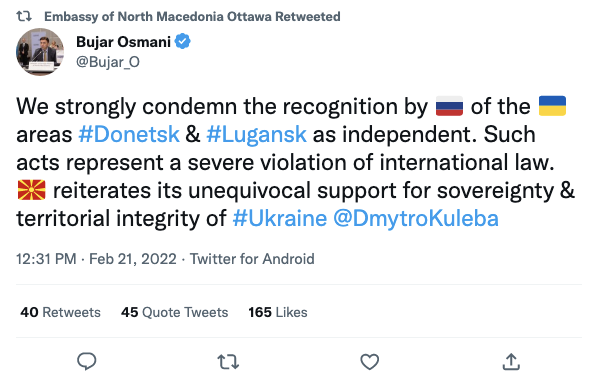 Embassy of North Macedonia Ottawa Retweeted
Bujar Osmani
@Bujar_O
We strongly condemn the recognition by 🇷🇺 of the 🇺🇦
areas #Donetsk & #Lugansk as independent. Such
acts represent a severe violation of international law.
🇲🇰 reiterates its unequivocal support for sovereignty &
territorial integrity of #Ukraine @DmytroKuleba
12:31 PM · Feb 21, 2022 · Twitter for Android
40 Retweets 45 Quote Tweets 165 Likes